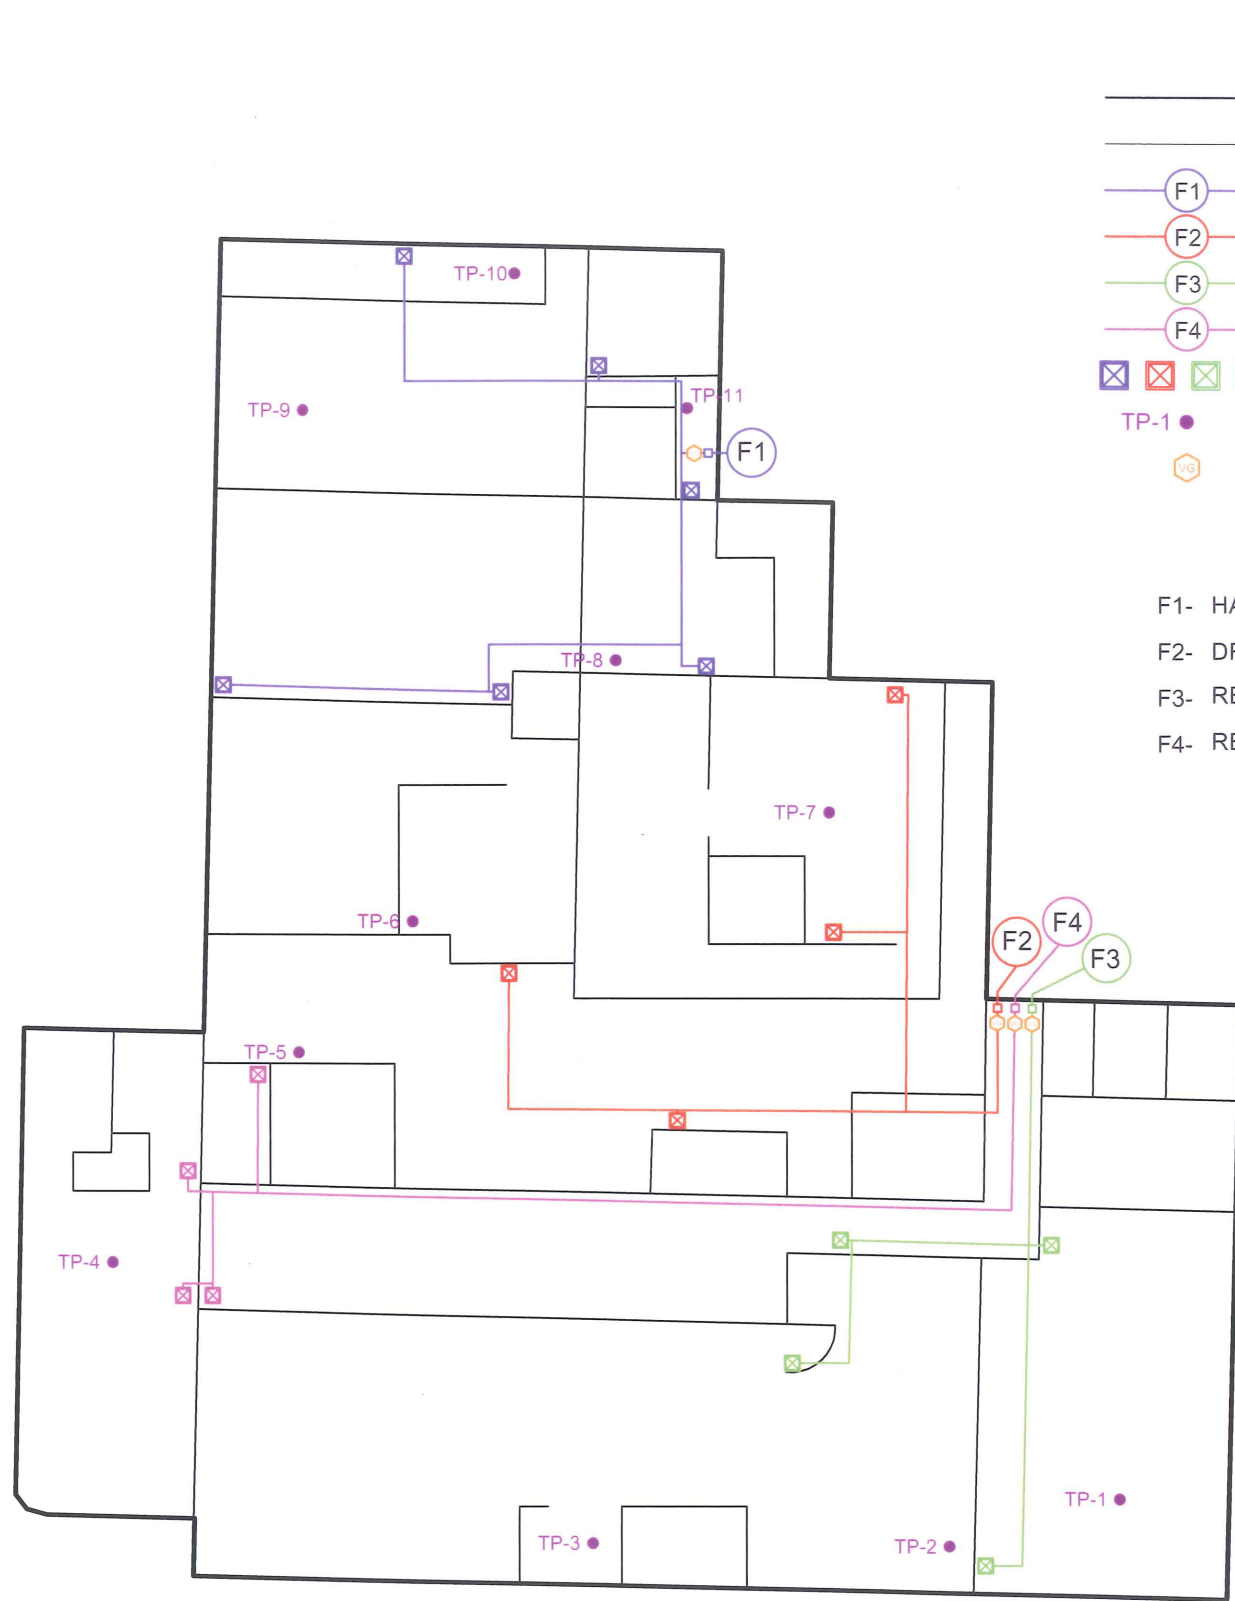 F1
F2
F3
F4
TP-1
VG
TP-10
TP-9
TP-11
F1
F1- HA
F2- DF
F3- RE
F4- RE
TP-8
TP-7
TP-6
F2
F4
F3
TP-5
TP-4
TP-1
TP-3
TP-2